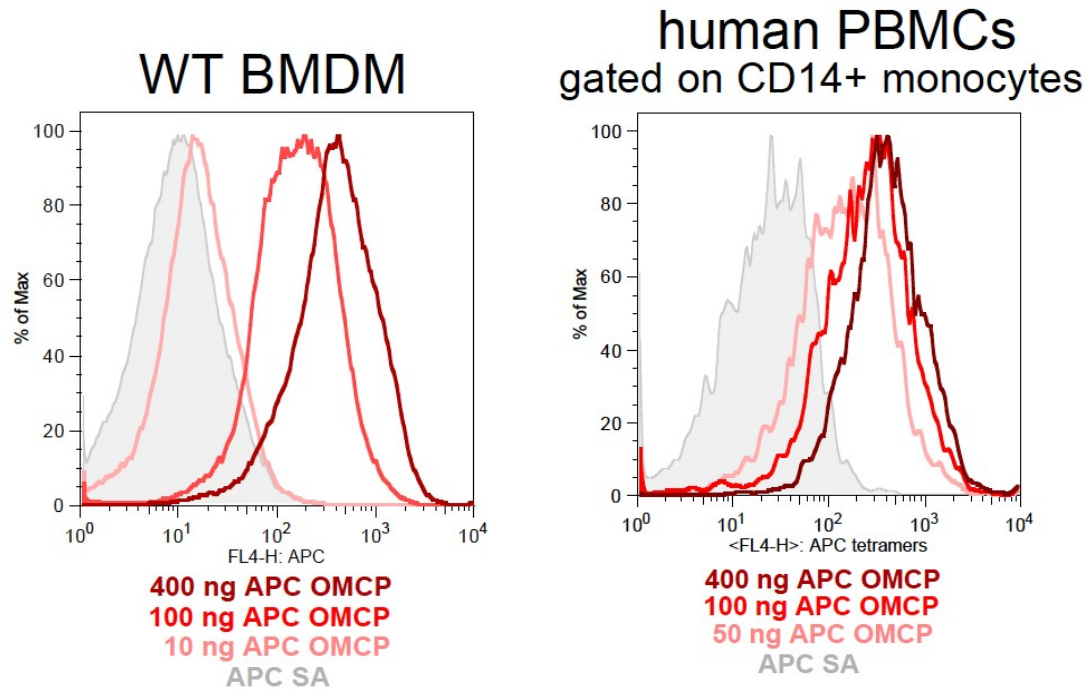 WT BMDM
100
80
60
40
20
0
% of Max
10^0
10^1
10^2
10^3
10^4
FL4-H: APC
400 ng APC OMCP
100 ng APC OMCP
10 ng APC OMCP
APC SA
human PBMCs
gated on CD14+ monocytes
100
80
60
40
20
0
% of Max
10^0
10^1
10^2
10^3
10^4
<FL4-H>: APC tetramers
400 ng APC OMCP
100 ng APC OMCP
50 ng APC OMCP
APC SA